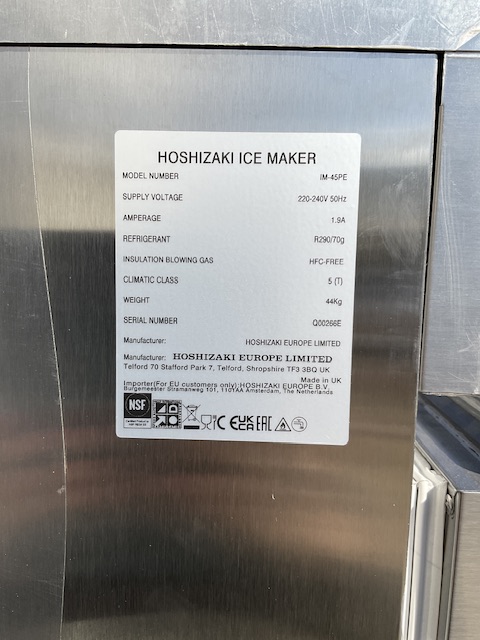 HOSHIZAKI ICE MAKER
MODEL NUMBER IM-45PE
SUPPLY VOLTAGE 220-240V 50Hz
AMPERAGE 1.9A
REFRIGERANT R290/70g
INSULATION BLOWING GAS HFC-FREE
CLIMATIC CLASS 5 (T)
WEIGHT 44Kg
SERIAL NUMBER Q00266E
Manufacturer: HOSHIZAKI EUROPE LIMITED
Manufacturer: HOSHIZAKI EUROPE LIMITED
Telford 70 Stafford Park 7, Telford, Shropshire TF3 3BQ UK
Made in UK
Importer(For EU customers only):HOSHIZAKI EUROPE B.V.
Burgemeester Stramanweg 101, 1101AA Amsterdam, The Netherlands
NSF CE UKCA EAC